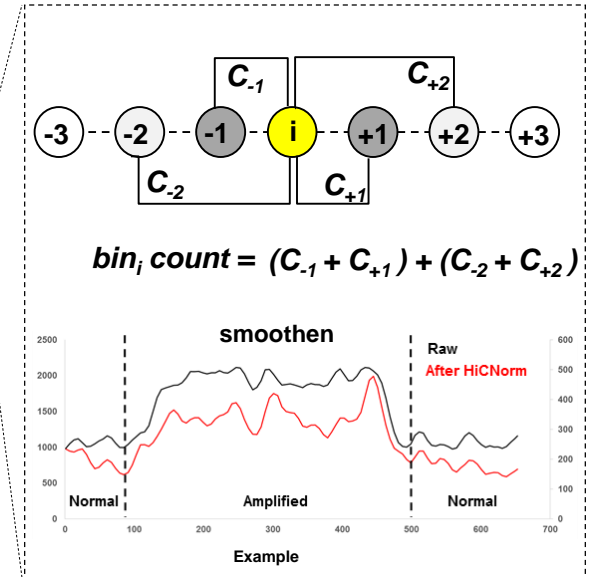 C-1 C+2
-3 -2 -1 i +1 +2 +3
C-2 C+1
bini count = (C-1 + C+1) + (C-2 + C+2)
smoothen
2500 600
Raw
2000 500
After HiCNorm
400
1500
300
1000
200
500
100
Normal Amplified Normal
0 0
0 100 200 300 400 500 600 700
Example